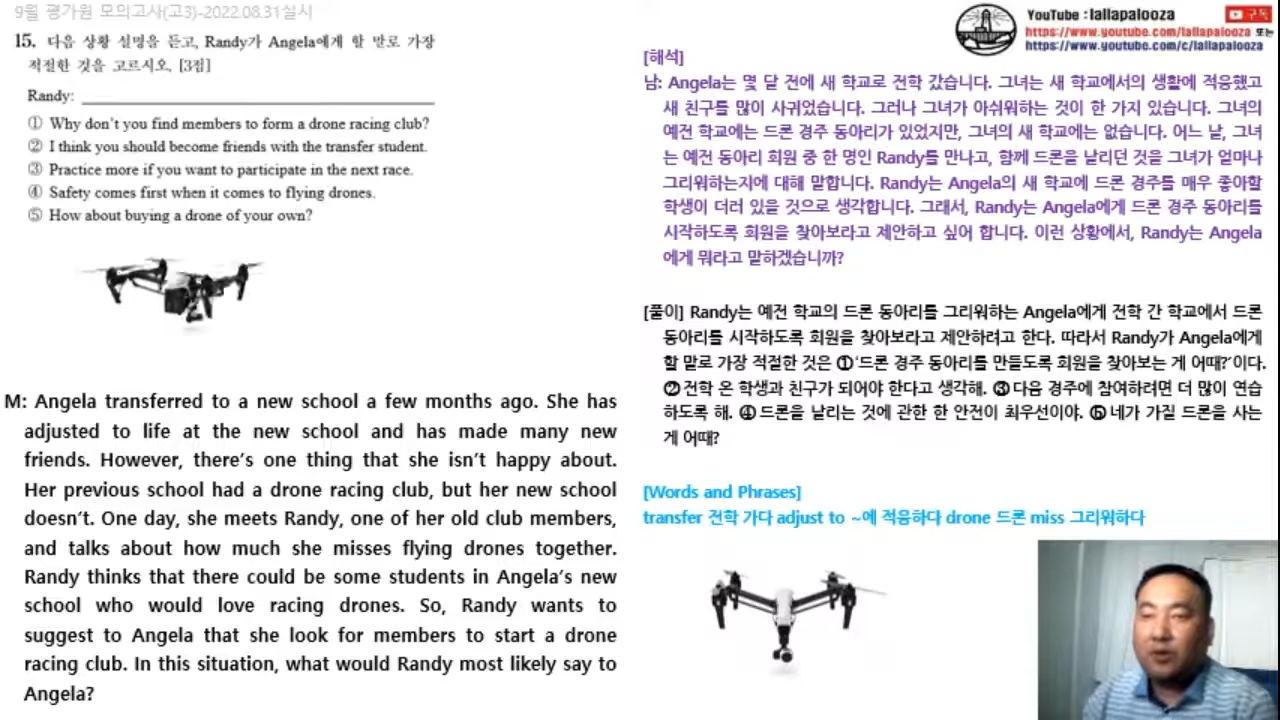 9월 평가원 모의고사(고3)-2022.08.31실시
15. 다음 상황 설명을 듣고, Randy가 Angela에게 할 말로 가장
적절한 것을 고르시오. [3점]
Randy:
① Why don't you find members to form a drone racing club?
② I think you should become friends with the transfer student.
③ Practice more if you want to participate in the next race.
④ Safety comes first when it comes to flying drones.
⑤ How about buying a drone of your own?
M: Angela transferred to a new school a few months ago. She has
adjusted to life at the new school and has made many new
friends. However, there's one thing that she isn't happy about.
Her previous school had a drone racing club, but her new school
doesn't. One day, she meets Randy, one of her old club members,
and talks about how much she misses flying drones together.
Randy thinks that there could be some students in Angela's new
school who would love racing drones. So, Randy wants to
suggest to Angela that she look for members to start a drone
racing club. In this situation, what would Randy most likely say to
Angela?
YouTube : lallapalooza
구독
https://www.youtube.com/lallapalooza 또는
https://www.youtube.com/c/lallapalooza
[해석]
남: Angela는 몇 달 전에 새 학교로 전학 갔습니다. 그녀는 새 학교에서의 생활에 적응했고
새 친구를 많이 사귀었습니다. 그러나 그녀가 아쉬워하는 것이 한 가지 있습니다. 그녀의
예전 학교에는 드론 경주 동아리가 있었지만, 그녀의 새 학교에는 없습니다. 어느 날, 그녀
는 예전 동아리 회원 중 한 명인 Randy를 만나고, 함께 드론을 날리던 것을 그녀가 얼마나
그리워하는지에 대해 말합니다. Randy는 Angela의 새 학교에 드론 경주를 매우 좋아할
학생이 더러 있을 것으로 생각합니다. 그래서, Randy는 Angela에게 드론 경주 동아리를
시작하도록 회원을 찾아보라고 제안하고 싶어 합니다. 이런 상황에서, Randy는 Angela
에게 뭐라고 말하겠습니까?
[풀이] Randy는 예전 학교의 드론 동아리를 그리워하는 Angela에게 전학 간 학교에서 드론
동아리를 시작하도록 회원을 찾아보라고 제안하려고 한다. 따라서 Randy가 Angela에게
할 말로 가장 적절한 것은 ①'드론 경주 동아리를 만들도록 회원을 찾아보는 게 어때?'이다.
② 전학 온 학생과 친구가 되어야 한다고 생각해. ③ 다음 경주에 참여하려면 더 많이 연습
하도록 해. ④ 드론을 날리는 것에 관한 한 안전이 최우선이야. ⑤ 네가 가질 드론을 사는
게 어때?
[Words and Phrases]
transfer 전학 가다 adjust to ~에 적응하다 drone 드론 miss 그리워하다